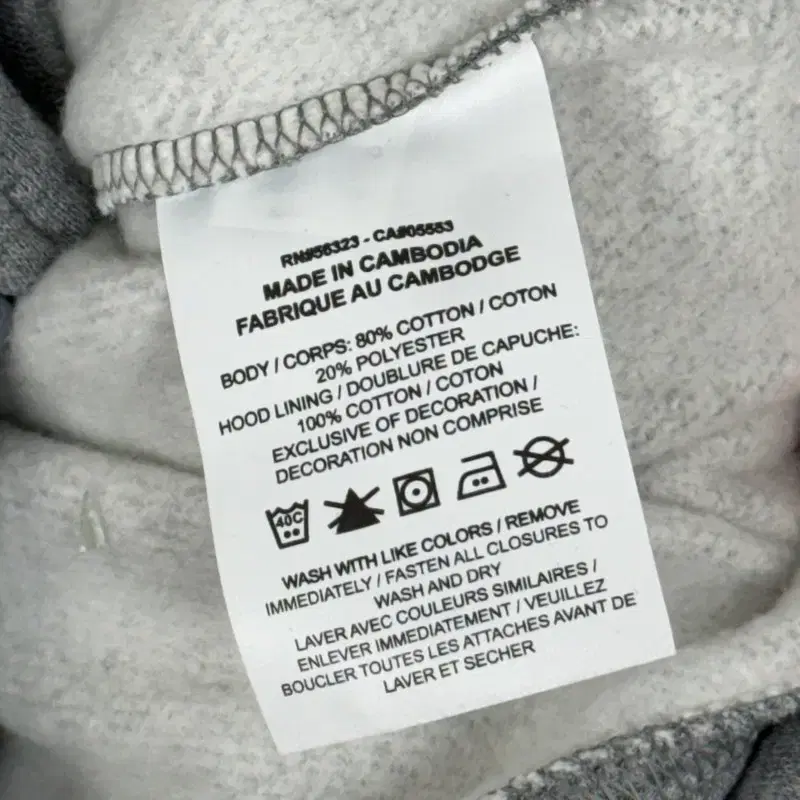 RN#56323 - CA#05553
MADE IN CAMBODIA
FABRIQUE AU CAMBODGE
BODY / CORPS: 80% COTTON / COTON
20% POLYESTER
HOOD LINING / DOUBLURE DE CAPUCHE:
100% COTTON / COTON
EXCLUSIVE OF DECORATION /
DECORATION NON COMPRISE
40C
WASH WITH LIKE COLORS / REMOVE
IMMEDIATELY / FASTEN ALL CLOSURES TO
WASH AND DRY
LAVER AVEC COULEURS SIMILAIRES /
ENLEVER IMMEDIATEMENT / VEUILLEZ
BOUCLER TOUTES LES ATTACHES AVANT DE
LAVER ET SECHER